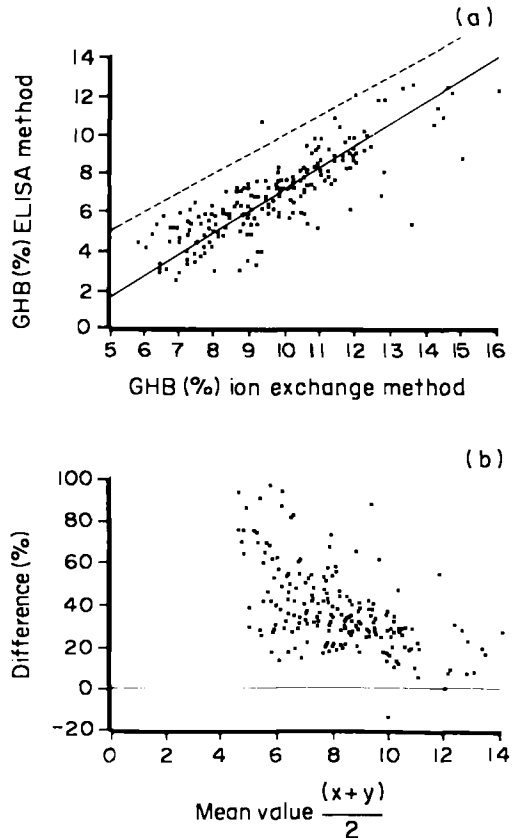 (a)
GHB (%) ELISA method
14
12
10
8
6
4
2
0
5 6 7 8 9 10 11 12 13 14 15 16
GHB (%) ion exchange method
(b)
Difference (%)
100
80
60
40
20
0
-20
0 2 4 6 8 10 12 14
Mean value (x+y)
2